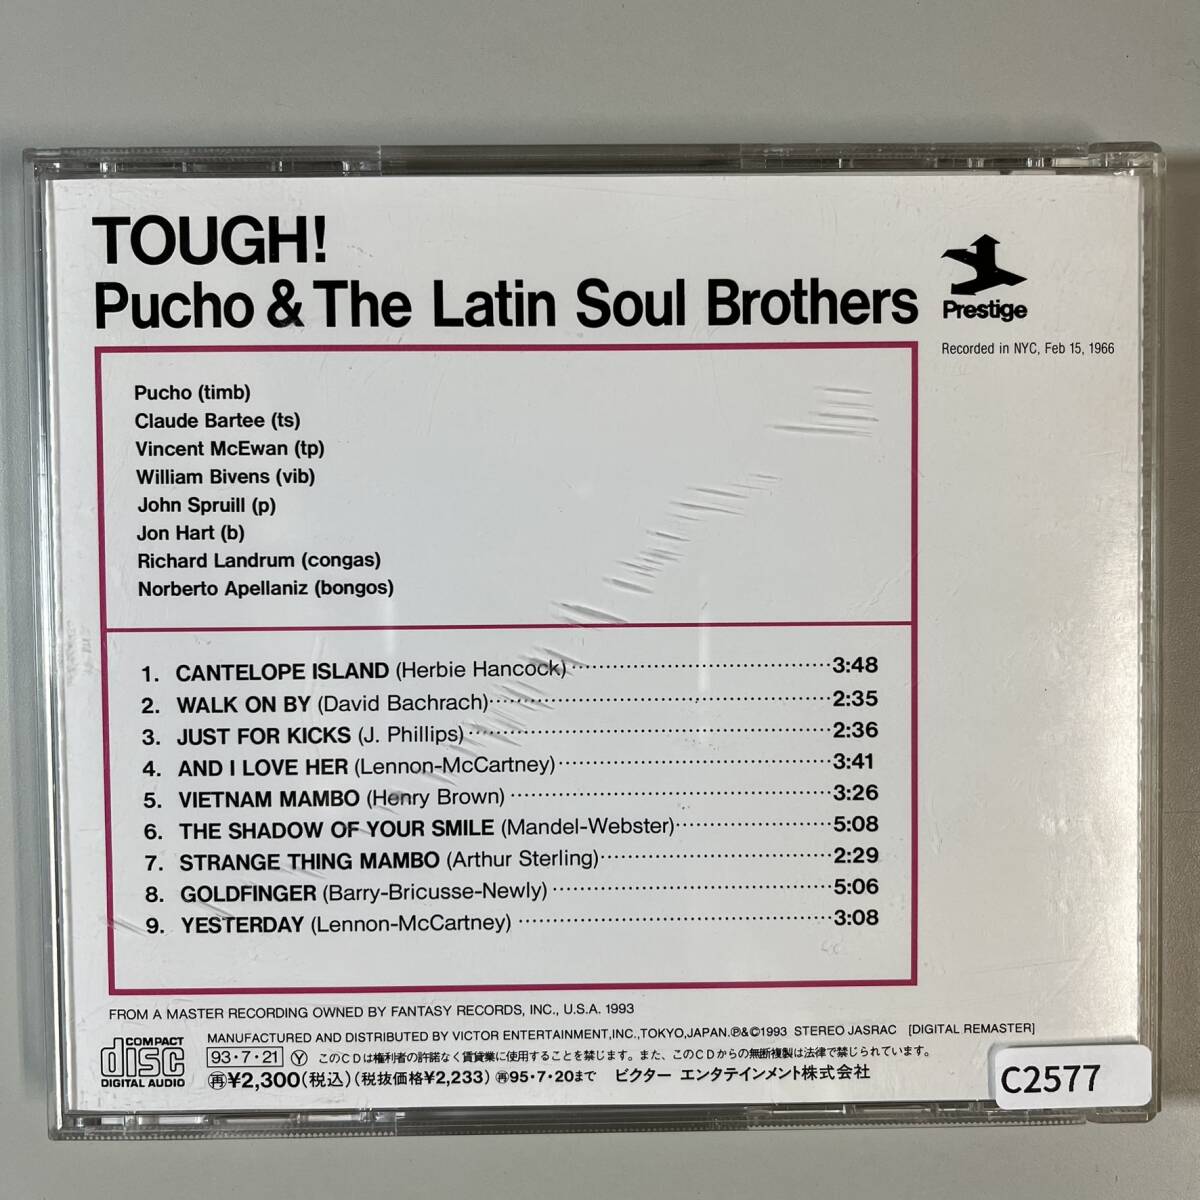 TOUGH!
Pucho & The Latin Soul Brothers
Prestige
Recorded in NYC, Feb 15, 1966
Pucho (timb)
Claude Bartee (ts)
Vincent McEwan (tp)
William Bivens (vib)
John Spruill (p)
Jon Hart (b)
Richard Landrum (congas)
Norberto Apellaniz (bongos)
1. CANTELOPE ISLAND (Herbie Hancock) 3:48
2. WALK ON BY (David Bachrach) 2:35
3. JUST FOR KICKS (J. Phillips) 2:36
4. AND I LOVE HER (Lennon-McCartney) 3:41
5. VIETNAM MAMBO (Henry Brown) 3:26
6. THE SHADOW OF YOUR SMILE (Mandel-Webster) 5:08
7. STRANGE THING MAMBO (Arthur Sterling) 2:29
8. GOLDFINGER (Barry-Bricusse-Newly) 5:06
9. YESTERDAY (Lennon-McCartney) 3:08
FROM A MASTER RECORDING OWNED BY FANTASY RECORDS, INC., U.S.A. 1993
COMPACT disc DIGITAL AUDIO
MANUFACTURED AND DISTRIBUTED BY VICTOR ENTERTAINMENT,INC.,TOKYO,JAPAN.℗&©1993 STEREO JASRAC [DIGITAL REMASTER]
93・7・21 Ⓨ このCDは権利者の許諾なく賃貸業に使用することを禁じます。また、このCDからの無断複製は法律で禁じられています。
㊢¥2,300(税込)(税抜価格¥2,233) ㊢95・7・20まで ビクター エンタテインメント株式会社
C2577